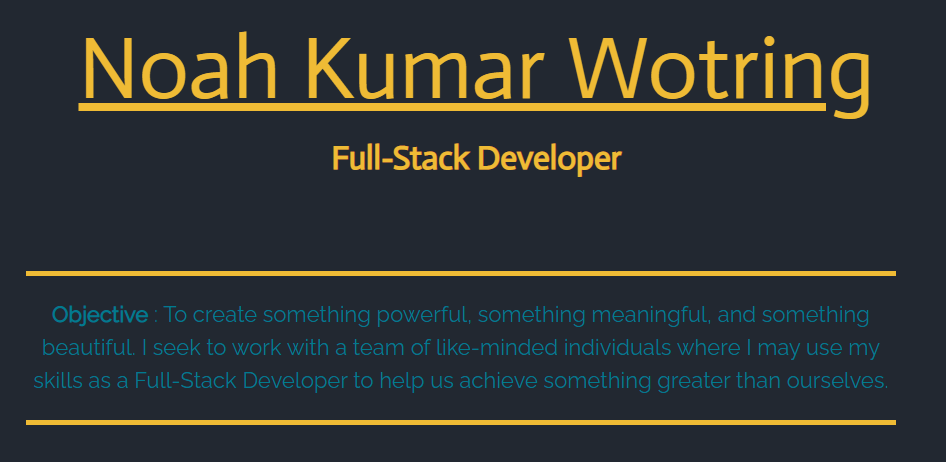 Noah Kumar Wotring
Full-Stack Developer
Objective : To create something powerful, something meaningful, and something
beautiful. I seek to work with a team of like-minded individuals where I may use my
skills as a Full-Stack Developer to help us achieve something greater than ourselves.